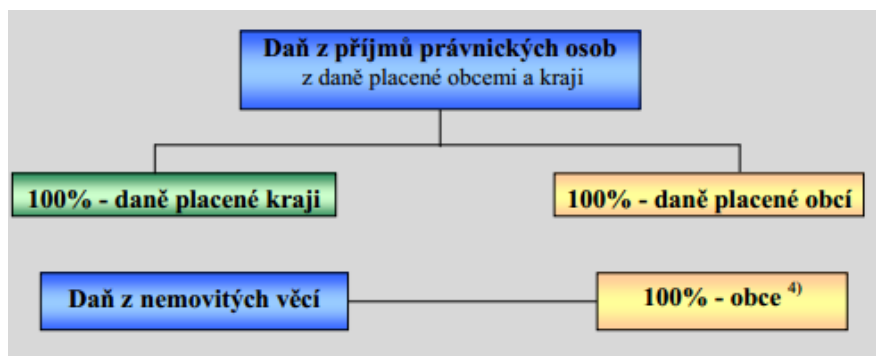 Daň z příjmů právnických osob
z daně placené obcemi a kraji
100% - daně placené kraji
100% - daně placené obcí
Daň z nemovitých věcí
100% - obce ⁴⁾